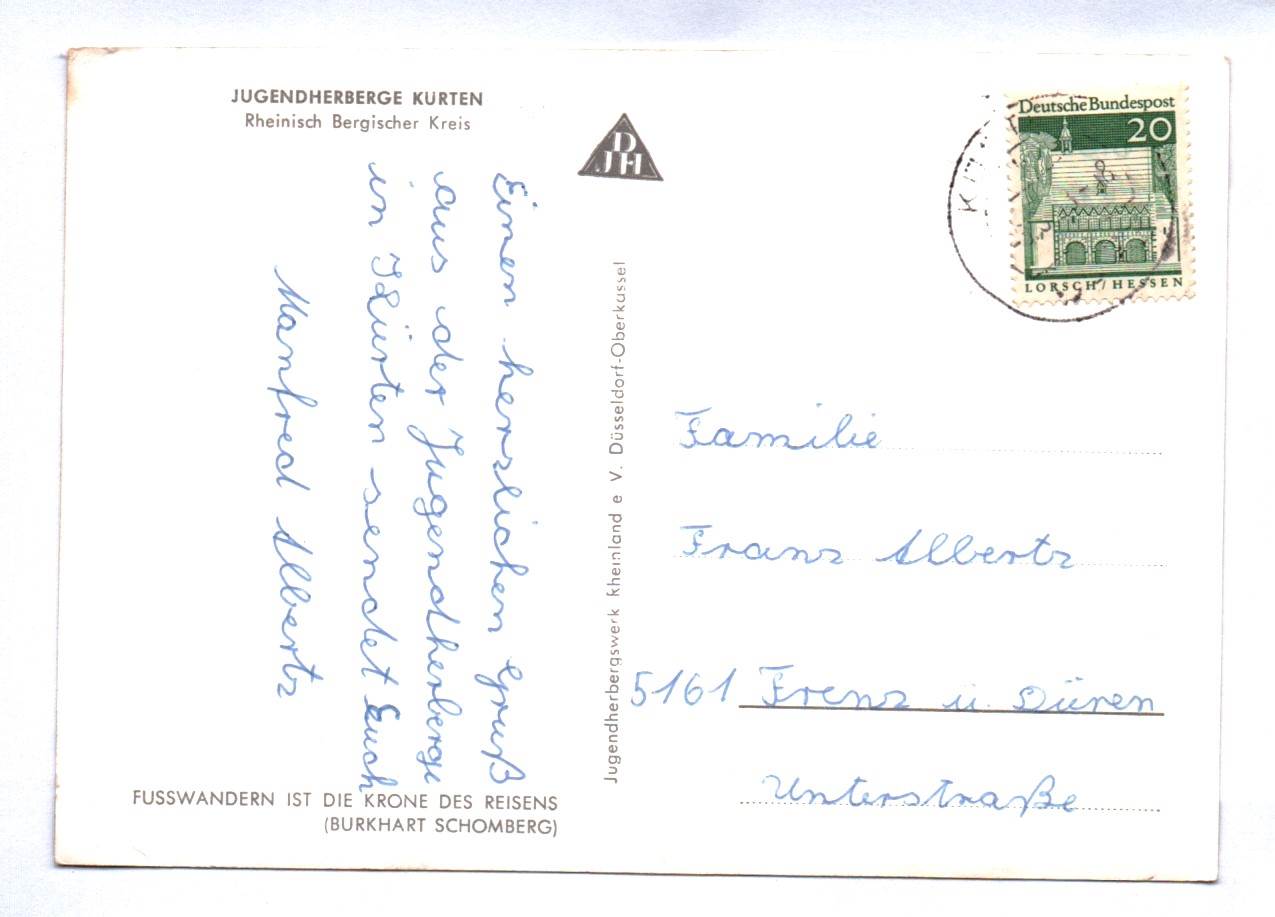 JUGENDHERBERGE KURTEN
Rheinisch Bergischer Kreis
Einen herzlichen Gruß
aus der Jugendherberge
in Kürten sendet Euch
Manfred Albertz
FUSSWANDERN IST DIE KRONE DES REISENS
(BURKHART SCHOMBERG)
DJH
Jugendherbergswerk Rheinland e V. Düsseldorf-Oberkassel
Deutsche Bundespost
20
LORSCH/HESSEN
Familie
Franz Albertz
5161 Frenz ü. Düren
Unterstraße